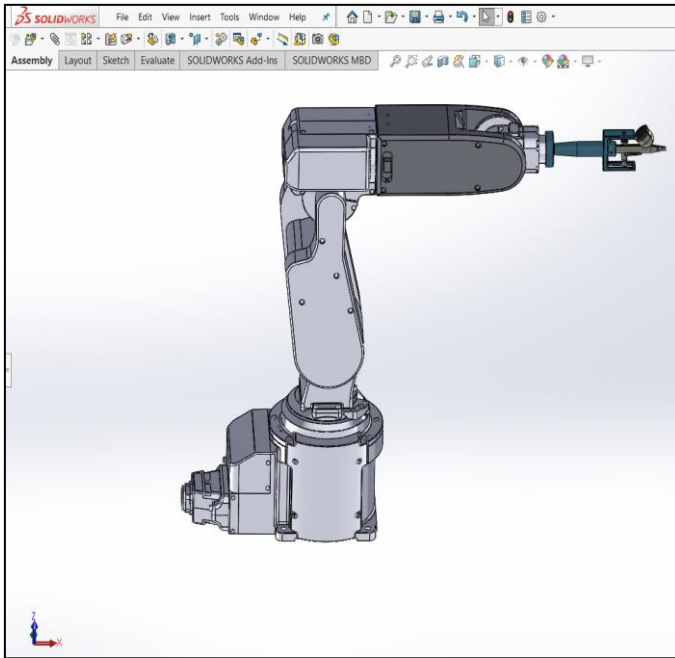 SOLIDWORKS File Edit View Insert Tools Window Help
Assembly Layout Sketch Evaluate SOLIDWORKS Add-Ins SOLIDWORKS MBD
Z
X